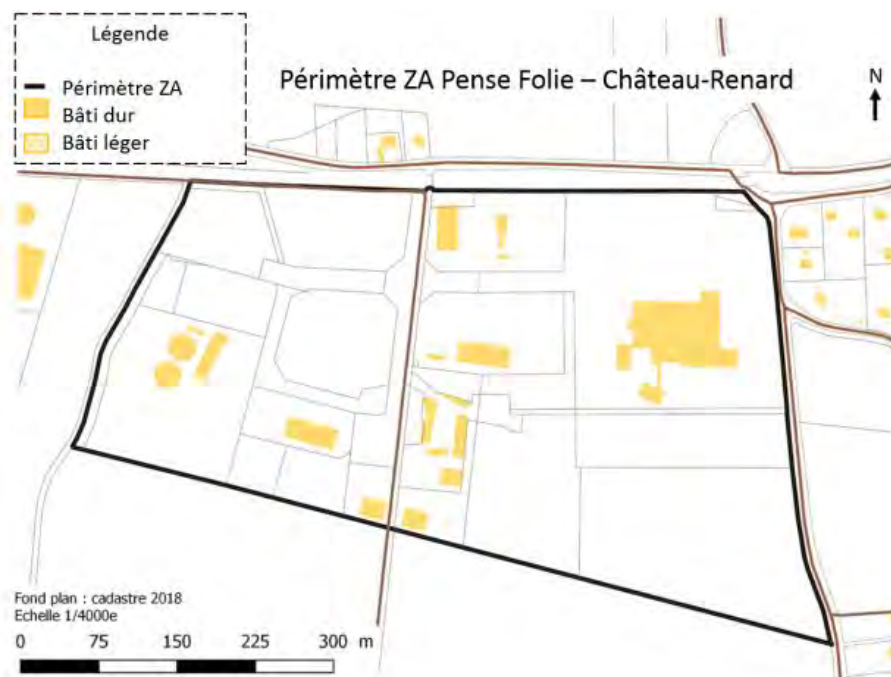 Légende
Périmètre ZA
Bâti dur
Bâti léger
Périmètre ZA Pense Folie – Château-Renard
N
Fond plan : cadastre 2018
Echelle 1/4000e
0 75 150 225 300 m